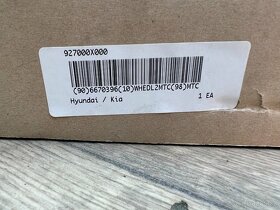 927000X000
(90)6670396(10)WHEDL2MTC(98)MTC
Hyundai / Kia
1 EA